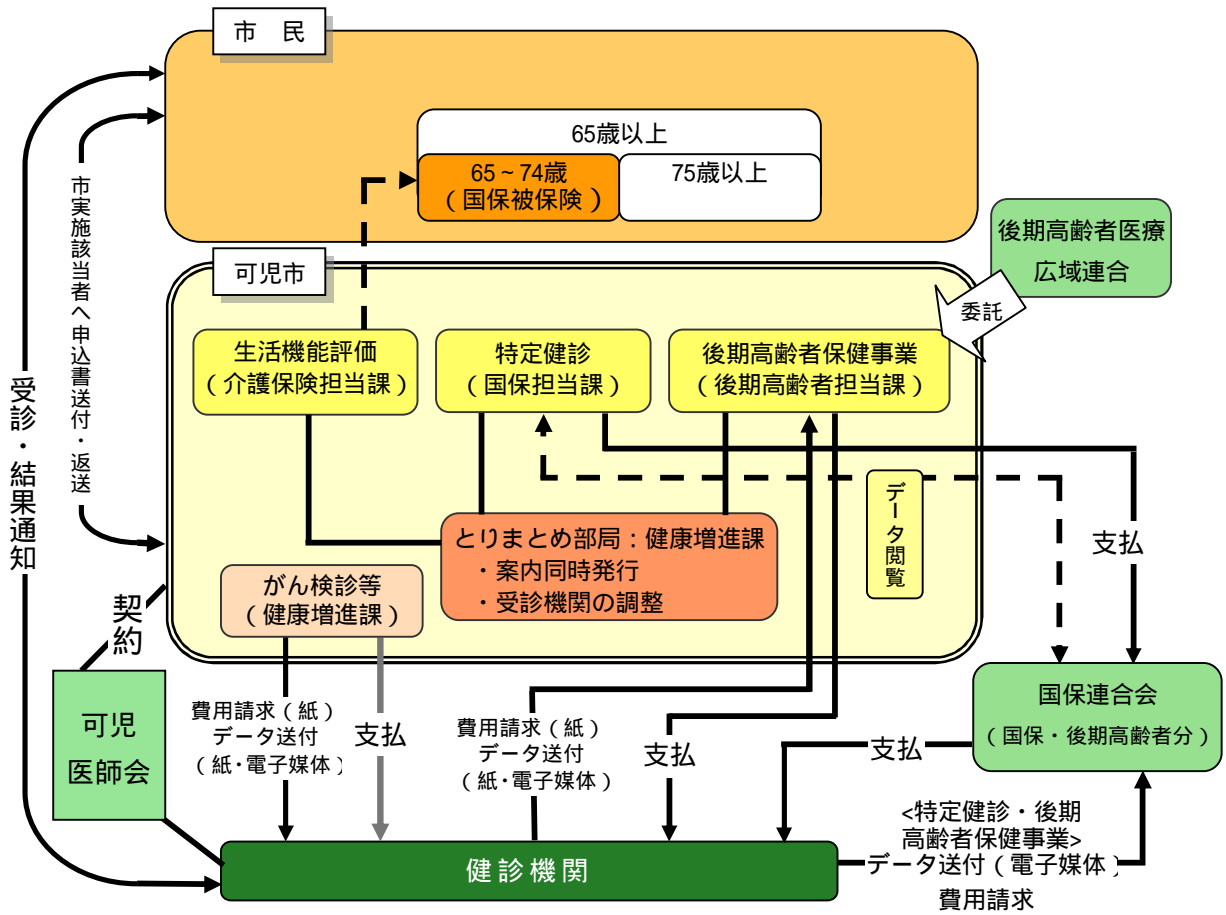 市 民
65歳以上
65~74歳
(国保被保険)
75歳以上
後期高齢者医療
広域連合
委託
可児市
生活機能評価
(介護保険担当課)
特定健診
(国保担当課)
後期高齢者保健事業
(後期高齢者担当課)
市実施該当者へ申込書送付・返送
受診・結果通知
データ閲覧
とりまとめ部局:健康増進課
・案内同時発行
・受診機関の調整
がん検診等
(健康増進課)
支払
契約
可児
医師会
費用請求(紙)
データ送付
(紙・電子媒体)
支払
費用請求(紙)
データ送付
(紙・電子媒体)
支払
支払
国保連合会
(国保・後期高齢者分)
<特定健診・後期
高齢者保健事業>
データ送付(電子媒体)
費用請求
健診機関